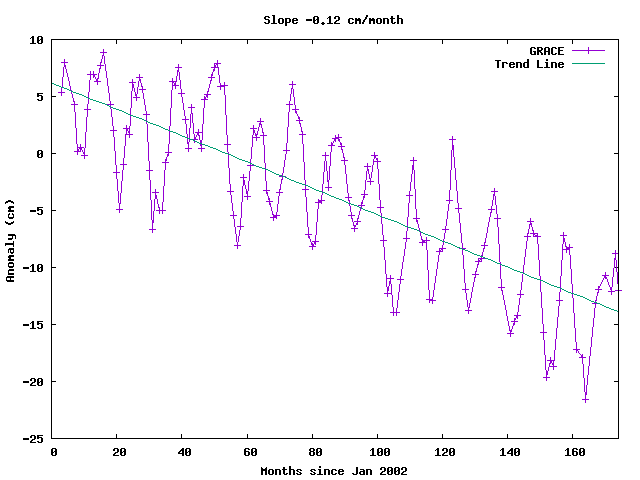 Slope -0.12 cm/month
GRACE
Trend Line
10
5
0
-5
-10
-15
-20
-25
Anomaly (cm)
0 20 40 60 80 100 120 140 160
Months since Jan 2002